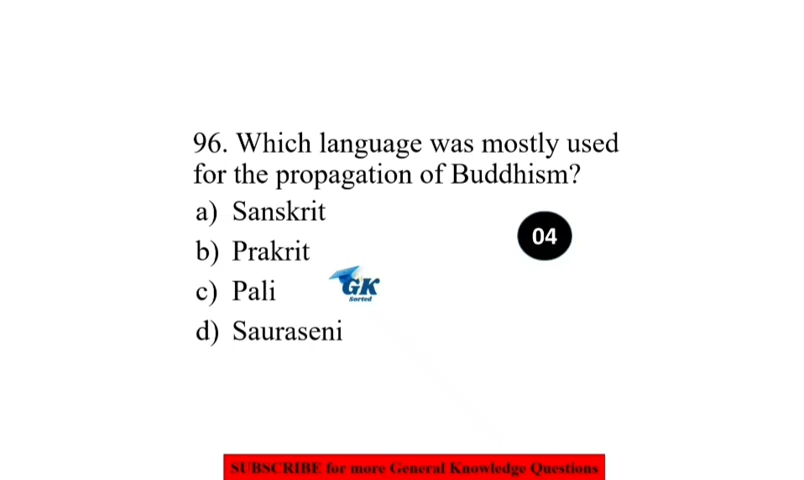 96. Which language was mostly used
for the propagation of Buddhism?
a) Sanskrit
04
b) Prakrit
c) Pali
GK
Sorted
d) Sauraseni
SUBSCRIBE for more General Knowledge Questions